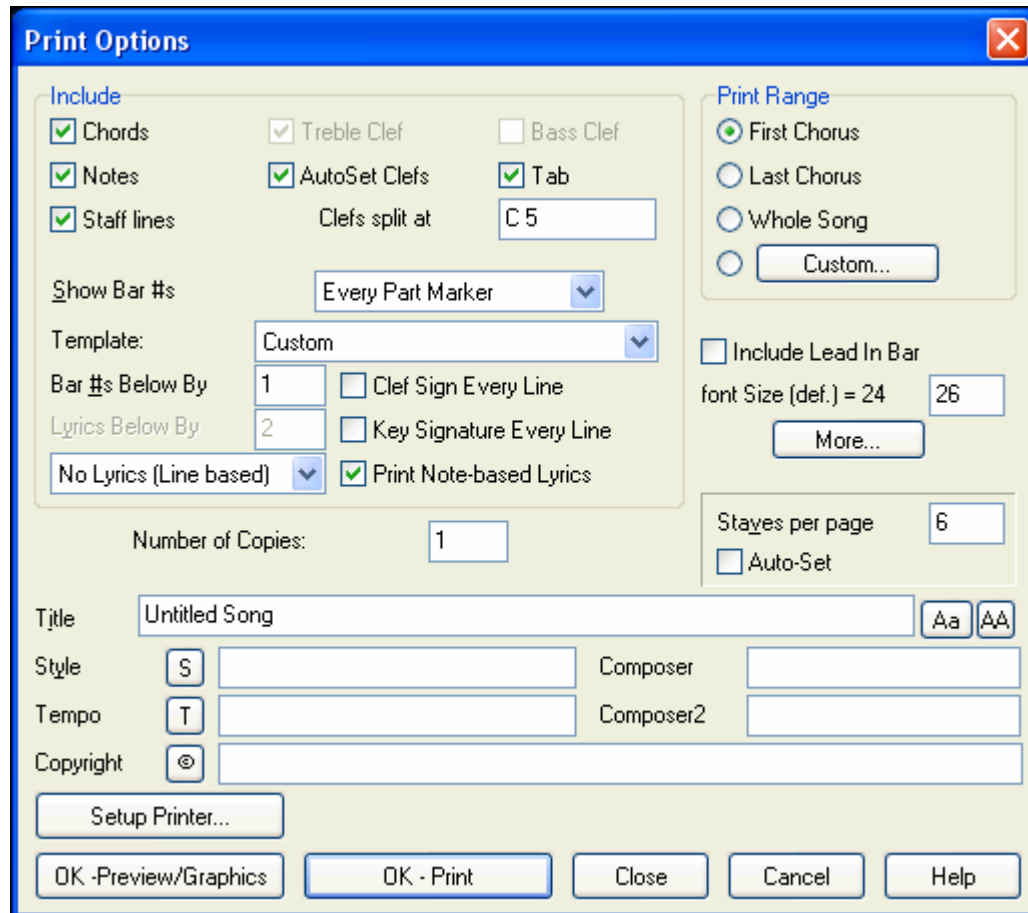 Print Options
Include
Chords
Treble Clef
Bass Clef
Notes
AutoSet Clefs
Tab
Staff lines
Clefs split at
C 5
Show Bar #s
Every Part Marker
Template:
Custom
Bar #s Below By
1
Clef Sign Every Line
Lyrics Below By
2
Key Signature Every Line
No Lyrics (Line based)
Print Note-based Lyrics
Print Range
First Chorus
Last Chorus
Whole Song
Custom...
Include Lead In Bar
font Size (def.) = 24
26
More...
Number of Copies:
1
Staves per page
6
Auto-Set
Title
Untitled Song
Aa
AA
Style
S
Composer
Tempo
T
Composer2
Copyright
©
Setup Printer...
OK -Preview/Graphics
OK - Print
Close
Cancel
Help